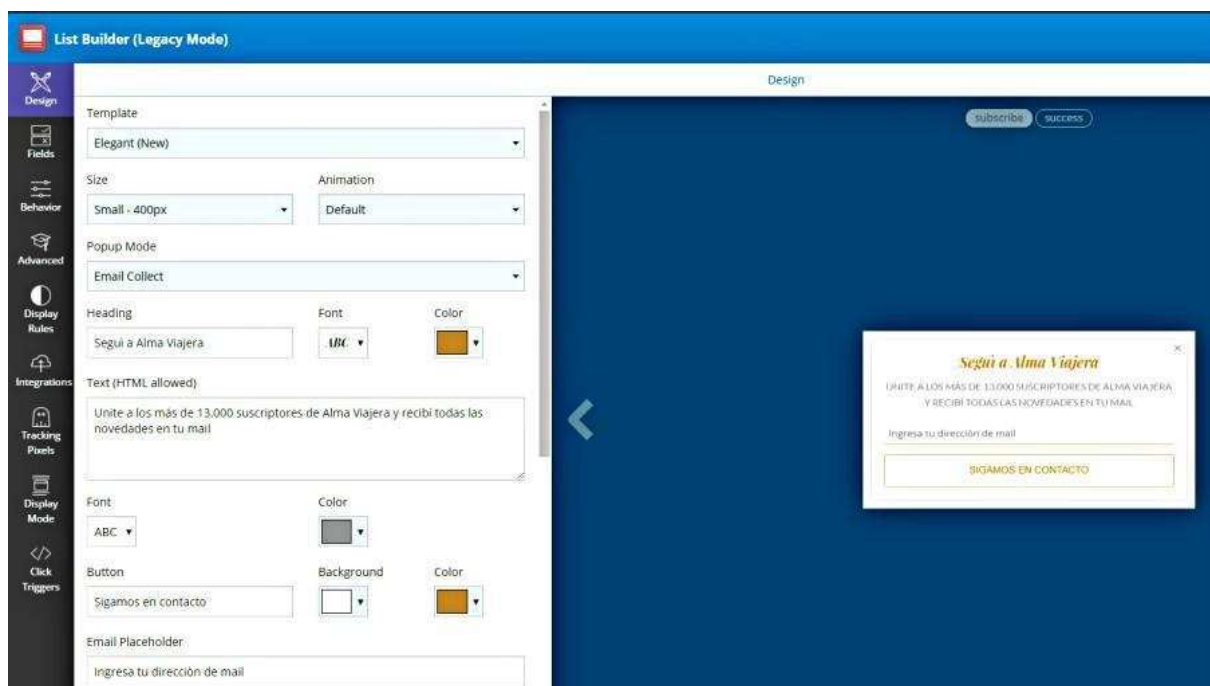 List Builder (Legacy Mode)
Design
Fields
Behavior
Advanced
Display
Rules
Integrations
Tracking
Pixels
Display
Mode
Click
Triggers
Design
Template
Elegant (New)
Size
Animation
Small - 400px
Default
Popup Mode
Email Collect
Heading
Font
Color
Seguì a Alma Viajera
ABC
Text (HTML allowed)
Unite a los más de 13.000 suscriptores de Alma Viajera y recibí todas las
novedades en tu mail
Font
Color
ABC
Button
Background
Color
Sigamos en contacto
Email Placeholder
Ingresa tu dirección de mail
subscribe
success
Seguì a Alma Viajera
UNITE A LOS MÁS DE 13.000 SUSCRIPTORES DE ALMA VIAJERA
Y RECIBÍ TODAS LAS NOVEDADES EN TU MAIL
Ingresa tu dirección de mail
SIGAMOS EN CONTACTO